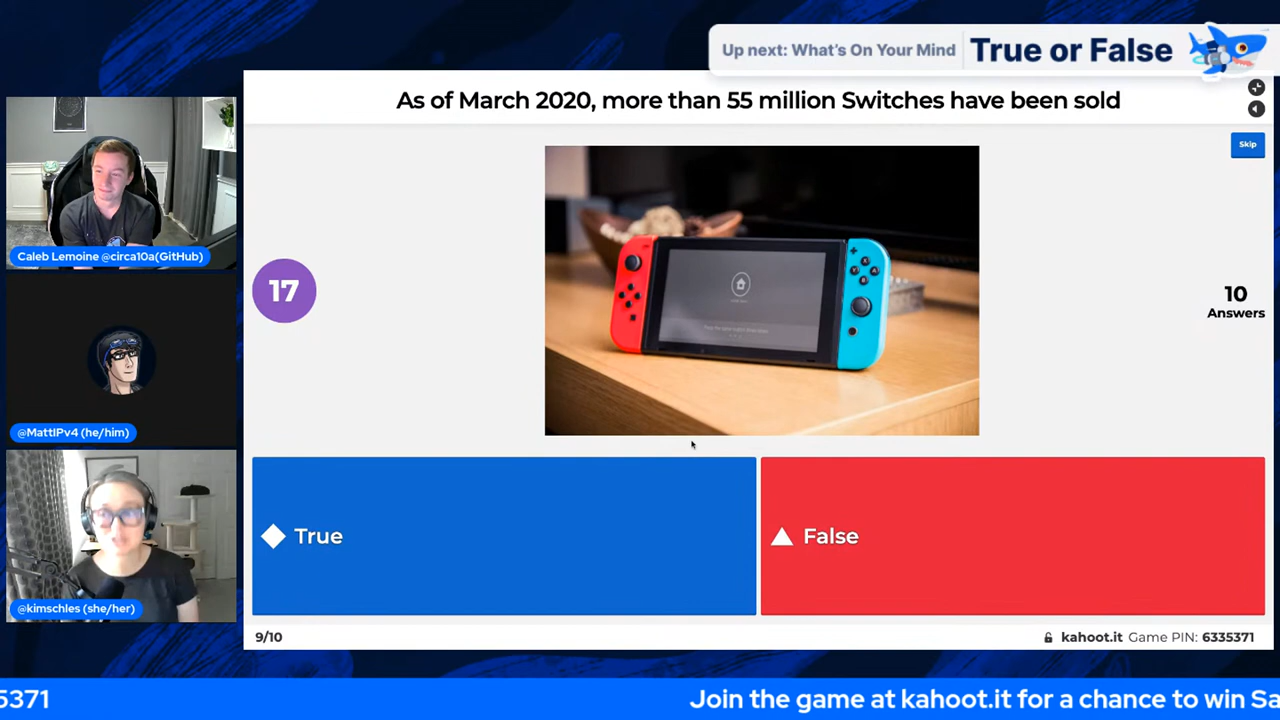 Up next: What's On Your Mind
True or False
As of March 2020, more than 55 million Switches have been sold
Skip
Caleb Lemoine @circa10a(GitHub)
17
10
Answers
@MattIPv4 (he/him)
True
False
@kimschles (she/her)
9/10
kahoot.it Game PIN: 6335371
5371
Join the game at kahoot.it for a chance to win Sa